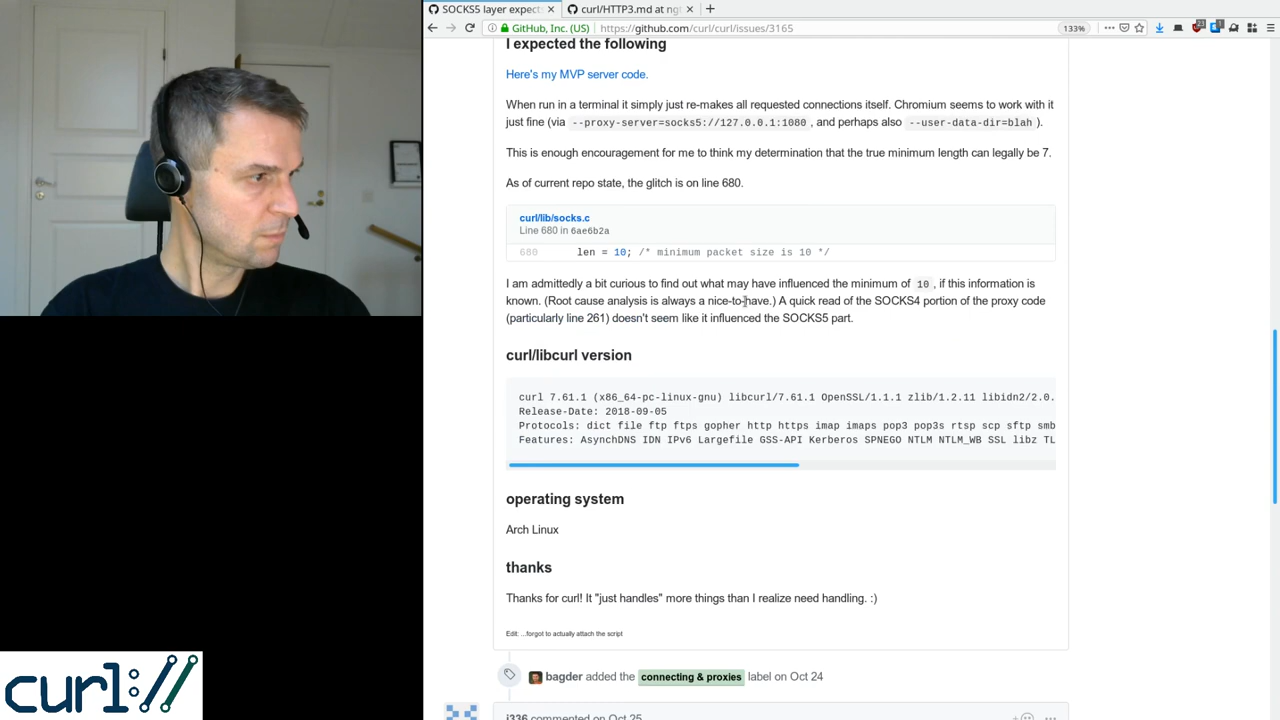 SOCKS5 layer expect
curl/HTTP3.md at ngt
GitHub, Inc. (US)
https://github.com/curl/curl/issues/3165
133%
I expected the following
Here's my MVP server code.
When run in a terminal it simply just re-makes all requested connections itself. Chromium seems to work with it
just fine (via --proxy-server=socks5://127.0.0.1:1080 , and perhaps also --user-data-dir=blah ).
This is enough encouragement for me to think my determination that the true minimum length can legally be 7.
As of current repo state, the glitch is on line 680.
curl/lib/socks.c
Line 680 in 6ae6b2a
680 len = 10; /* minimum packet size is 10 */
I am admittedly a bit curious to find out what may have influenced the minimum of 10 , if this information is
known. (Root cause analysis is always a nice-to-have.) A quick read of the SOCKS4 portion of the proxy code
(particularly line 261) doesn't seem like it influenced the SOCKS5 part.
curl/libcurl version
curl 7.61.1 (x86_64-pc-linux-gnu) libcurl/7.61.1 OpenSSL/1.1.1 zlib/1.2.11 libidn2/2.0.
Release-Date: 2018-09-05
Protocols: dict file ftp ftps gopher http https imap imaps pop3 pop3s rtsp scp sftp smb
Features: AsynchDNS IDN IPv6 Largefile GSS-API Kerberos SPNEGO NTLM NTLM_WB SSL libz TL
operating system
Arch Linux
thanks
Thanks for curl! It "just handles" more things than I realize need handling. :)
Edit: ...forgot to actually attach the script
bagder added the connecting & proxies label on Oct 24
i336 commented on Oct 25
curl://